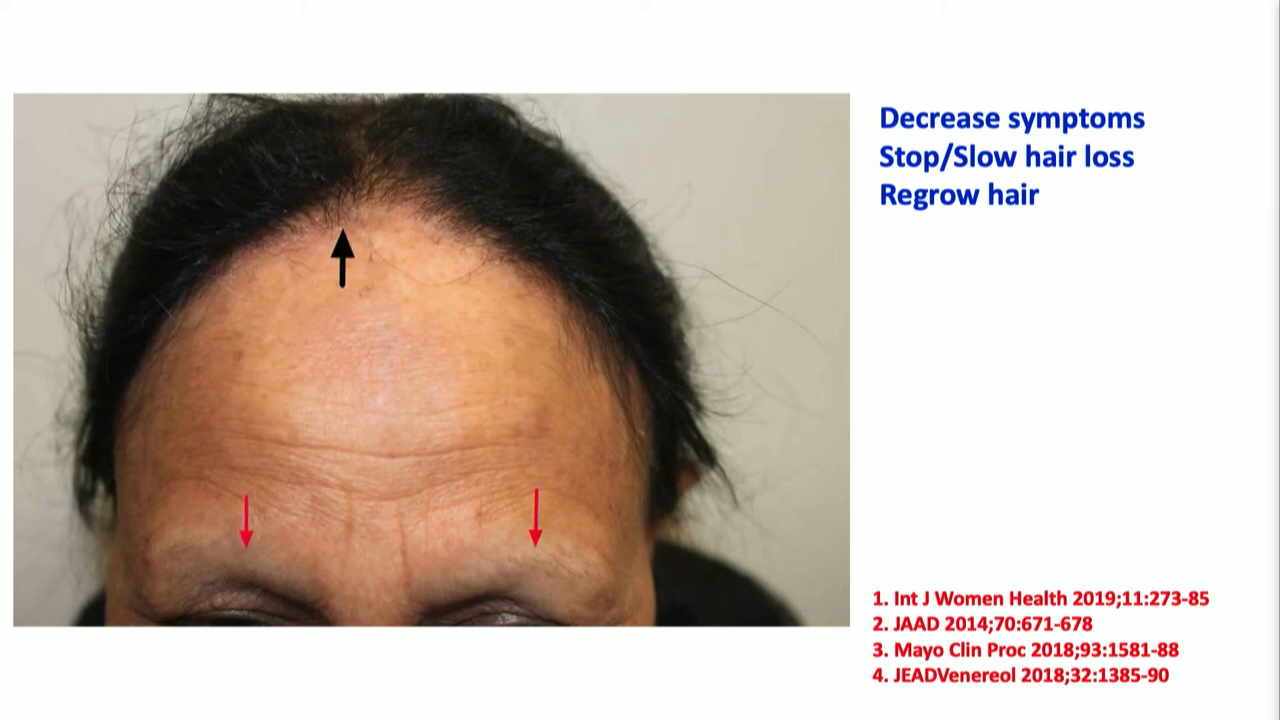 Decrease symptoms
Stop/Slow hair loss
Regrow hair
1. Int J Women Health 2019;11:273-85
2. JAAD 2014;70:671-678
3. Mayo Clin Proc 2018;93:1581-88
4. JEADVenereol 2018;32:1385-90